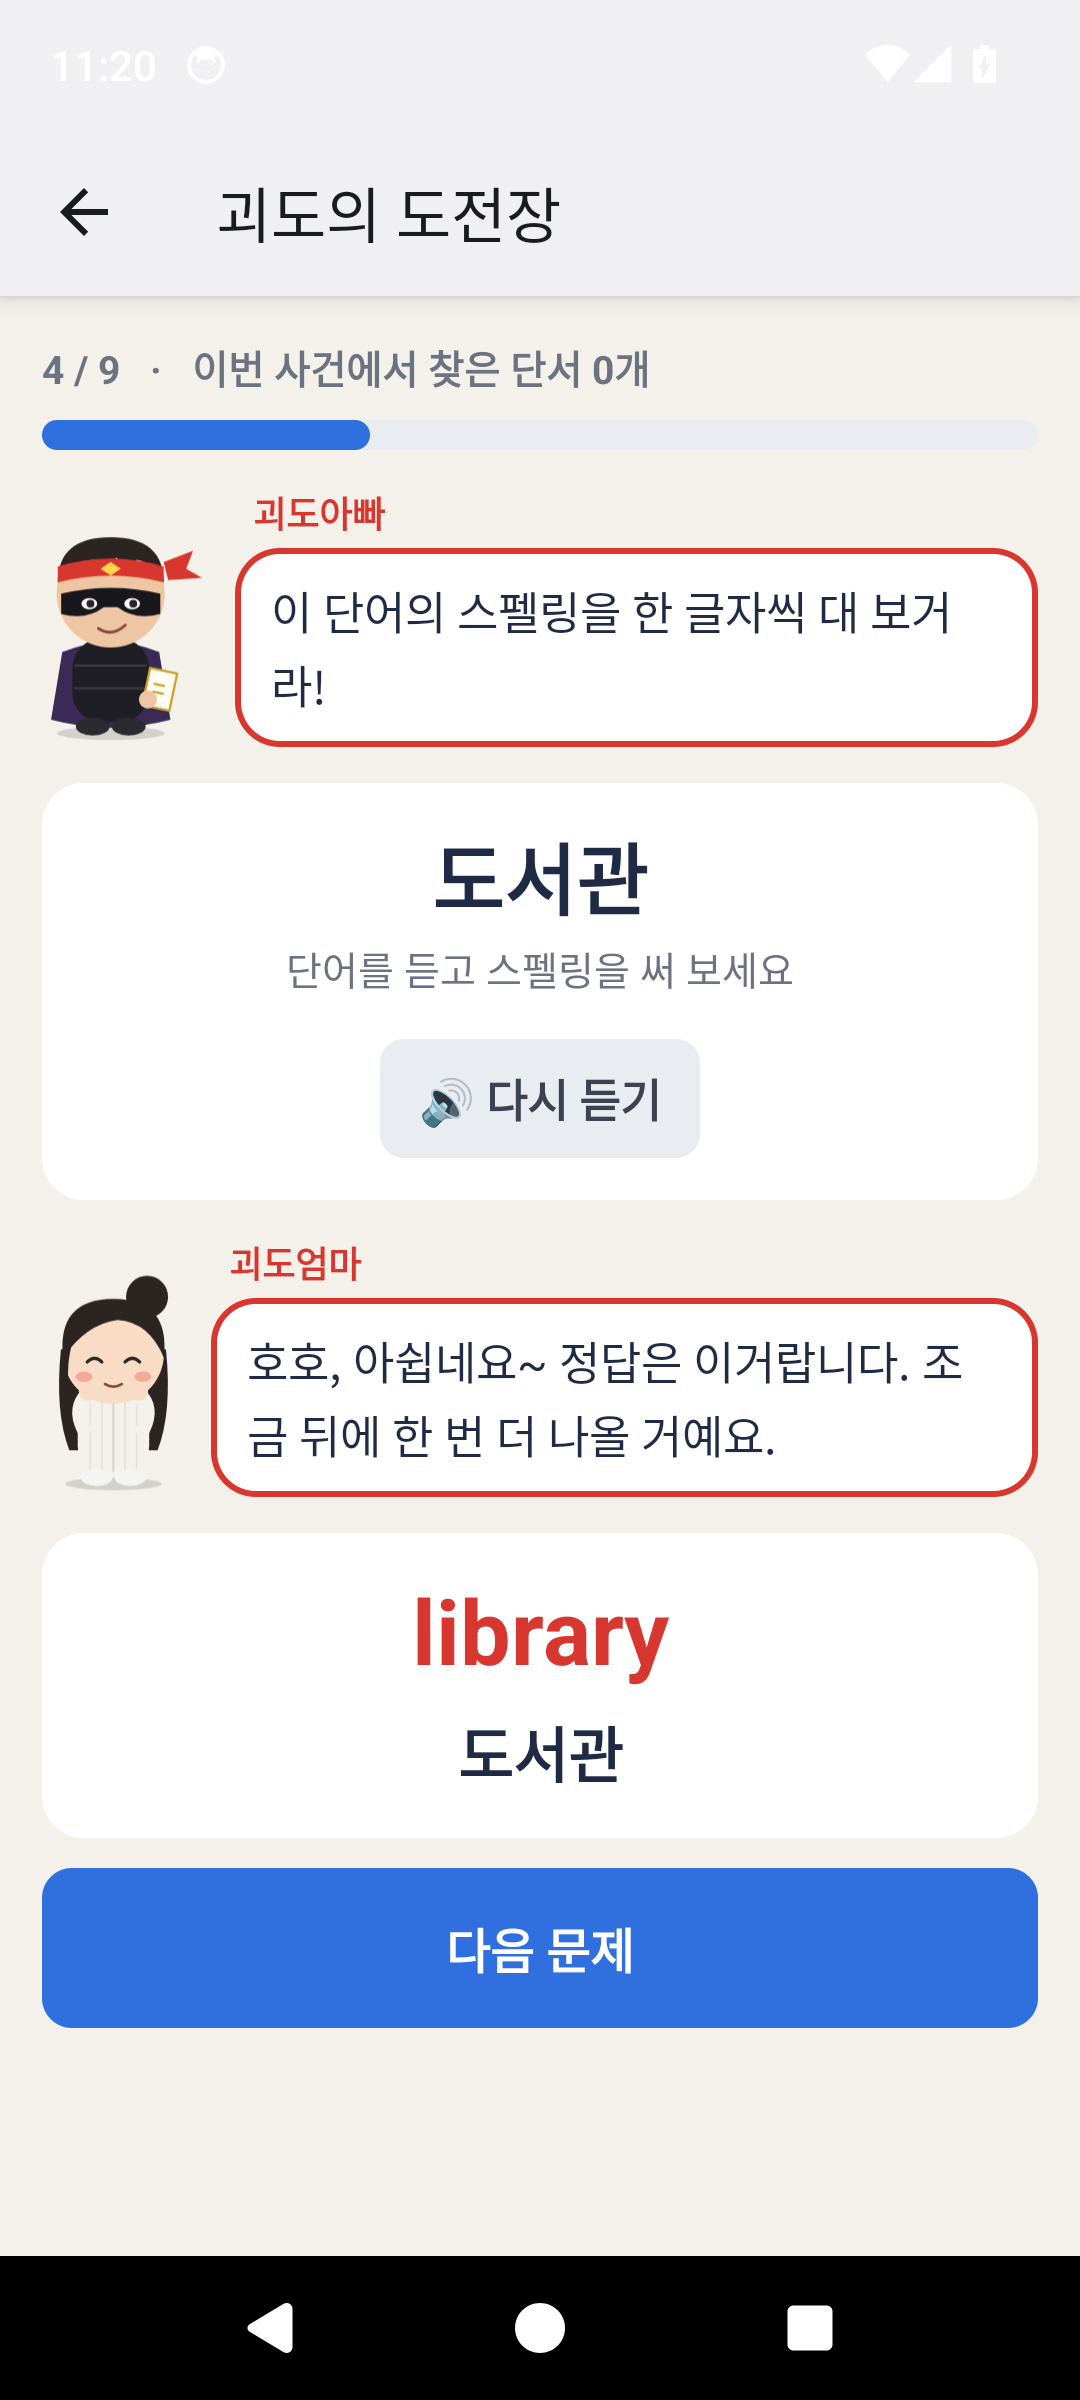 11:20
괴도의 도전장
4 / 9 · 이번 사건에서 찾은 단서 0개
괴도아빠
이 단어의 스펠링을 한 글자씩 대 보거
라!
도서관
단어를 듣고 스펠링을 써 보세요
다시 듣기
괴도엄마
호호, 아쉽네요~ 정답은 이거랍니다. 조
금 뒤에 한 번 더 나올 거예요.
library
도서관
다음 문제